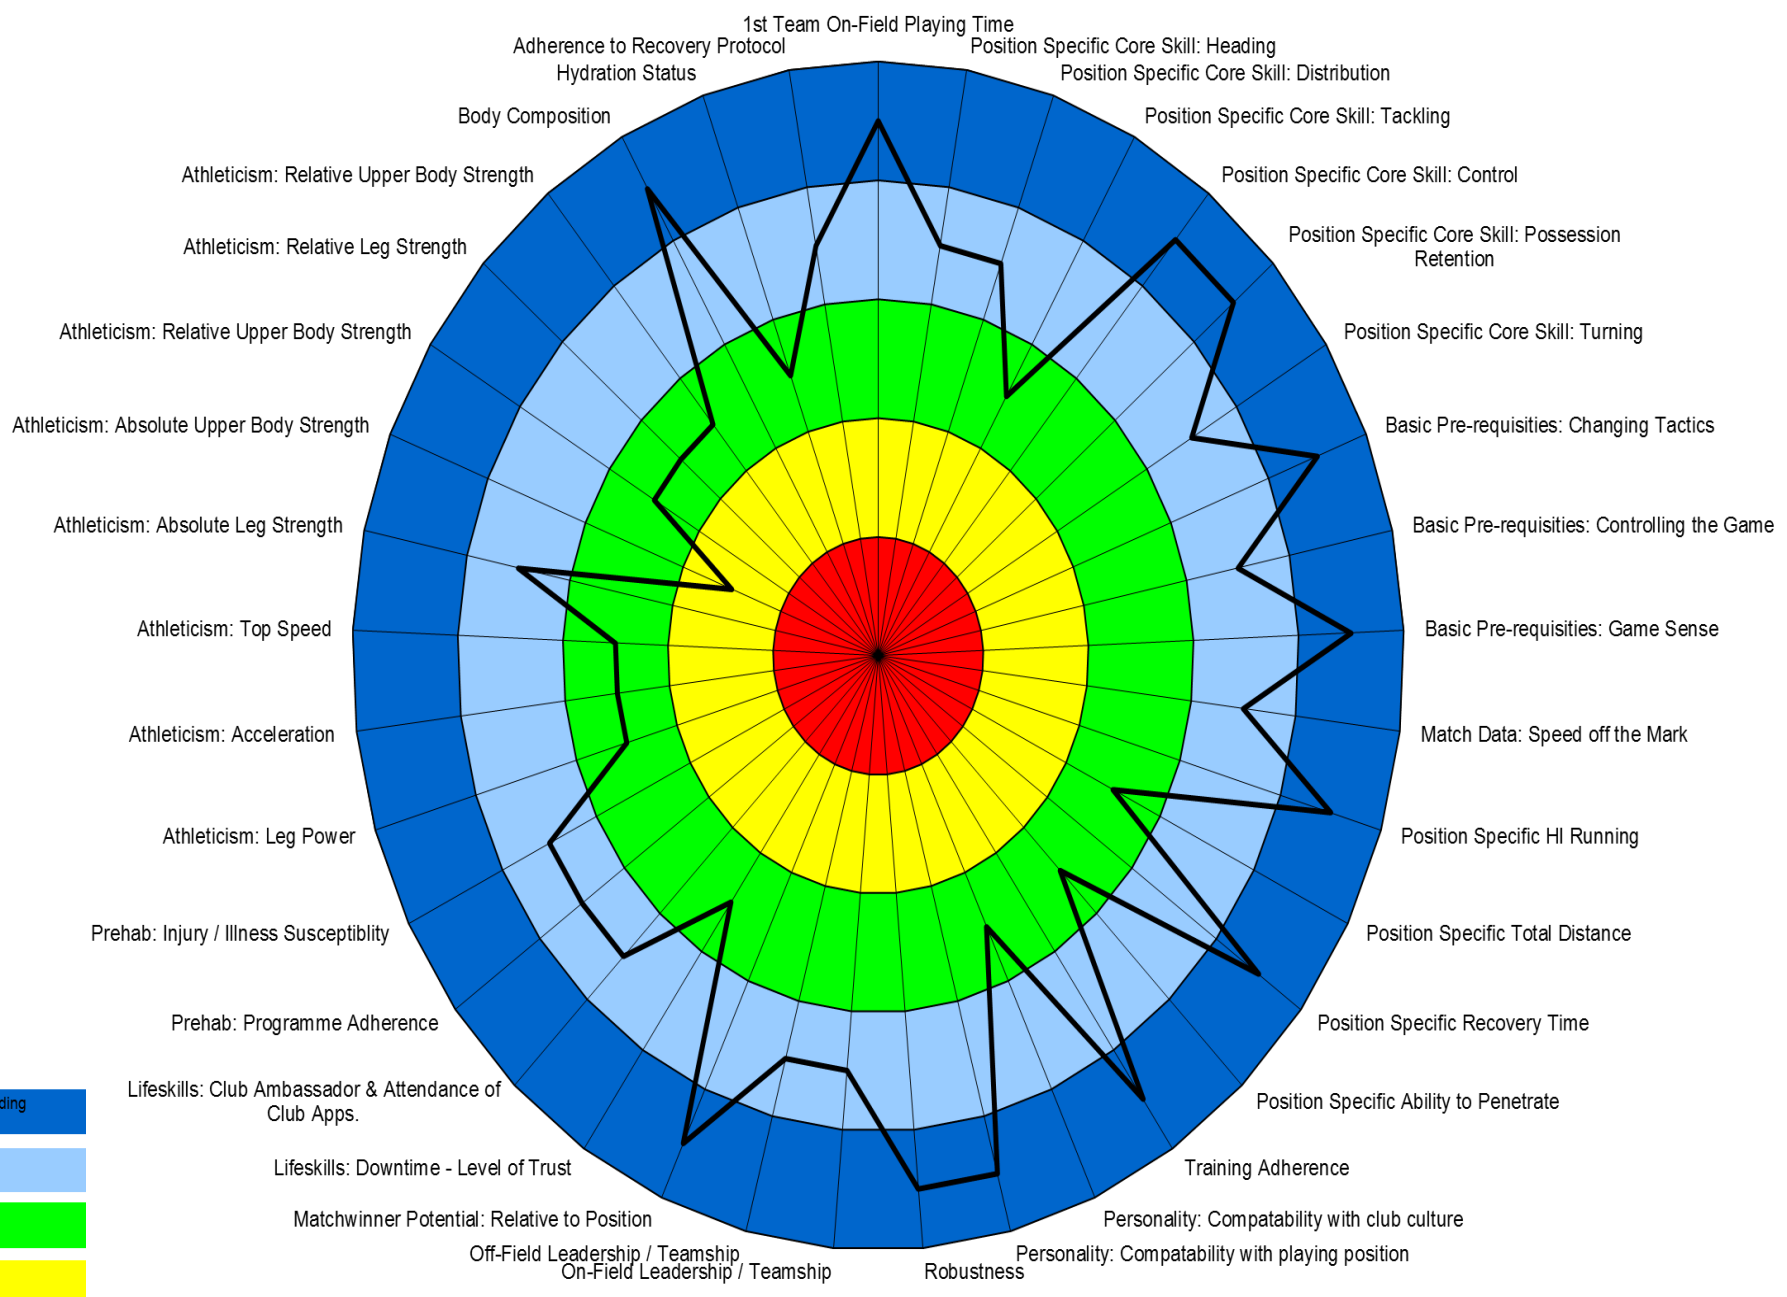 1st Team On-Field Playing Time
Adherence to Recovery Protocol
Position Specific Core Skill: Heading
Hydration Status
Position Specific Core Skill: Distribution
Body Composition
Position Specific Core Skill: Tackling
Athleticism: Relative Upper Body Strength
Position Specific Core Skill: Control
Athleticism: Relative Leg Strength
Position Specific Core Skill: Possession
Retention
Athleticism: Relative Upper Body Strength
Position Specific Core Skill: Turning
Athleticism: Absolute Upper Body Strength
Basic Pre-requisities: Changing Tactics
Athleticism: Absolute Leg Strength
Basic Pre-requisities: Controlling the Game
Athleticism: Top Speed
Basic Pre-requisities: Game Sense
Athleticism: Acceleration
Match Data: Speed off the Mark
Athleticism: Leg Power
Position Specific HI Running
Prehab: Injury / Illness Susceptiblity
Position Specific Total Distance
Prehab: Programme Adherence
Position Specific Recovery Time
Lifeskills: Club Ambassador & Attendance of
Club Apps.
Position Specific Ability to Penetrate
Lifeskills: Downtime - Level of Trust
Training Adherence
Matchwinner Potential: Relative to Position
Personality: Compatability with club culture
Off-Field Leadership / Teamship
Personality: Compatability with playing position
On-Field Leadership / Teamship
Robustness
ding